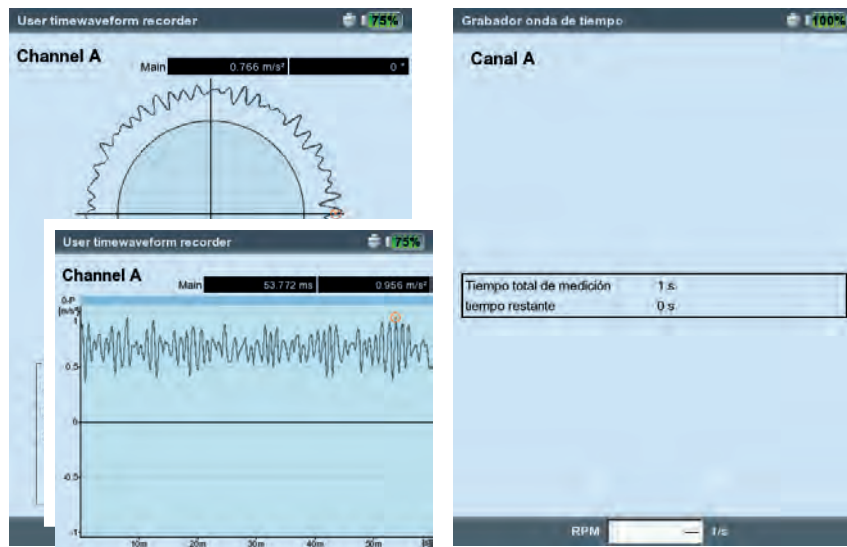 User timewaveform recorder 75%
Channel A
Main 0.766 m/s² 0 °
User timewaveform recorder 75%
Channel A
Main 53.772 ms 0.956 m/s²
0-P
[m/s²]
1
0.5
0
-0.5
-1
10m 20m 30m 40m 50m [s]
Grabador onda de tiempo 100%
Canal A
Tiempo total de medición 1 s
tiempo restante 0 s
RPM — 1/s